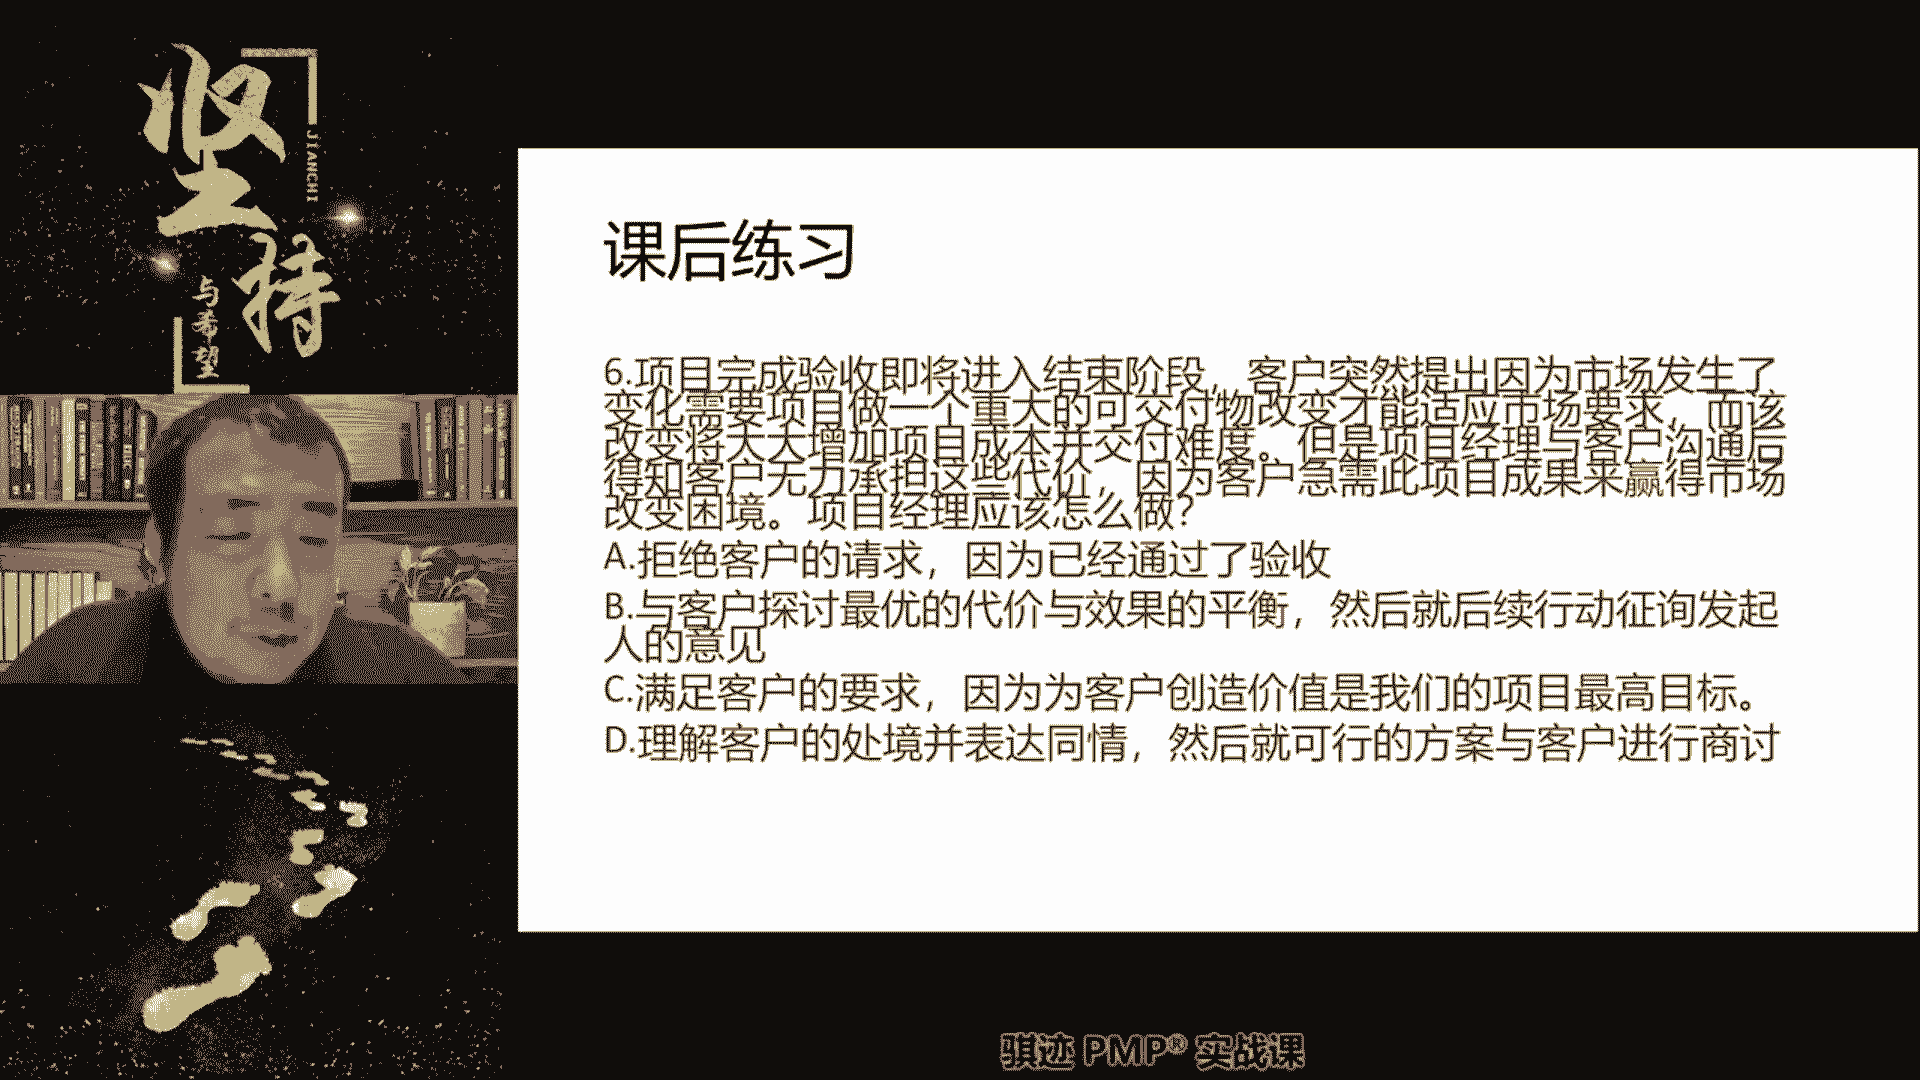 坚持
JIANCHI
与希望
课后练习
6.项目完成验收即将进入结束阶段，客户突然提出因为市场发生了
变化需要项目做一个重大的可交付物改变才能适应市场要求，而该
改变将大大增加项目成本并交付难度。但是项目经理与客户沟通后
得知客户无力承担这些代价，因为客户急需此项目成果来赢得市场
改变困境。项目经理应该怎么做？
A.拒绝客户的请求，因为已经通过了验收
B.与客户探讨最优的代价与效果的平衡，然后就后续行动征询发起
人的意见
C.满足客户的要求，因为为客户创造价值是我们的项目最高目标。
D.理解客户的处境并表达同情，然后就可行的方案与客户进行商讨
骐迹 PMP® 实战课